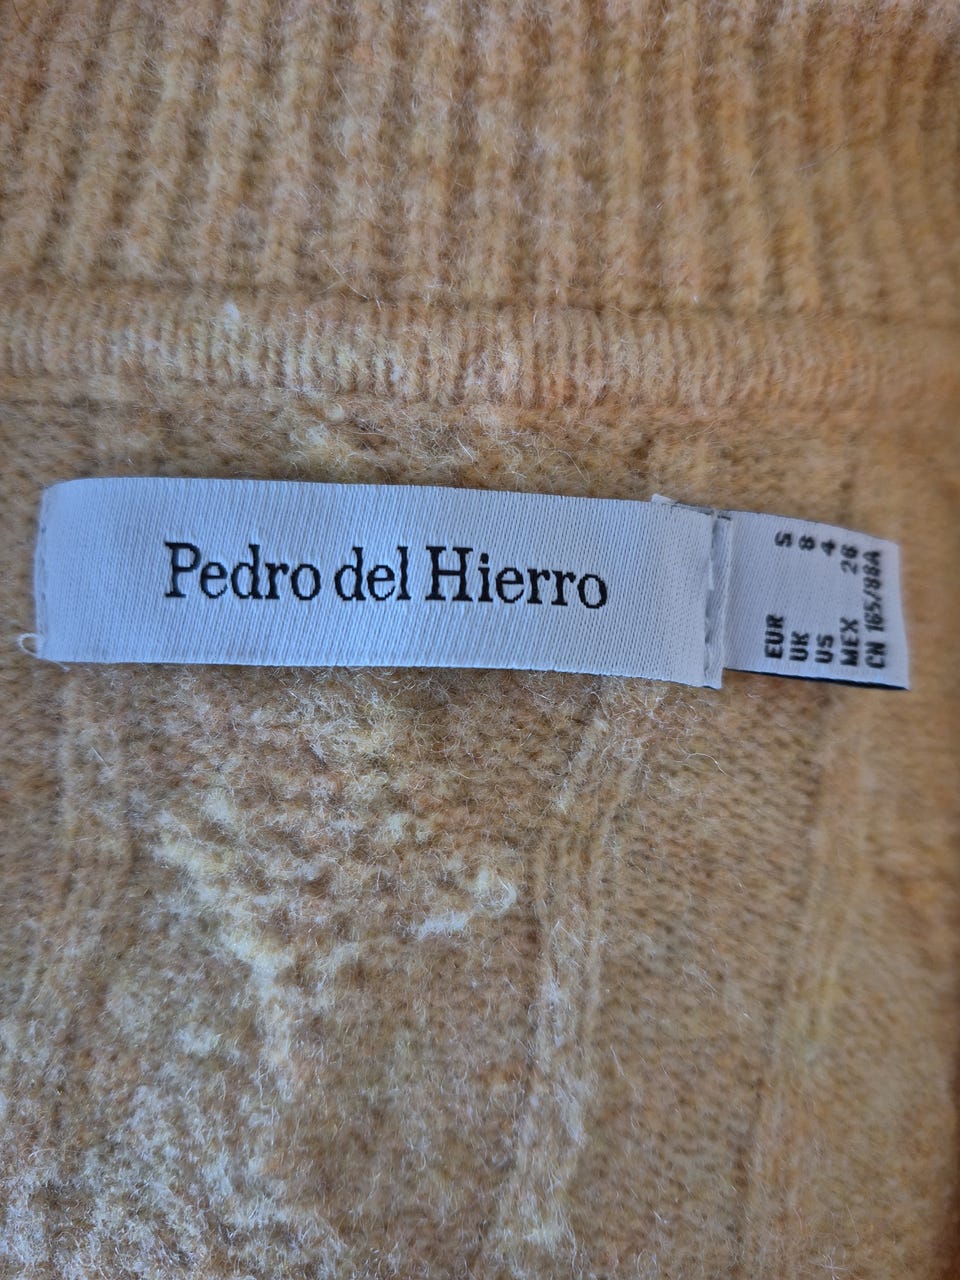 Pedro del Hierro
EUR S
UK 8
US 4
MEX 26
CN 165/88A